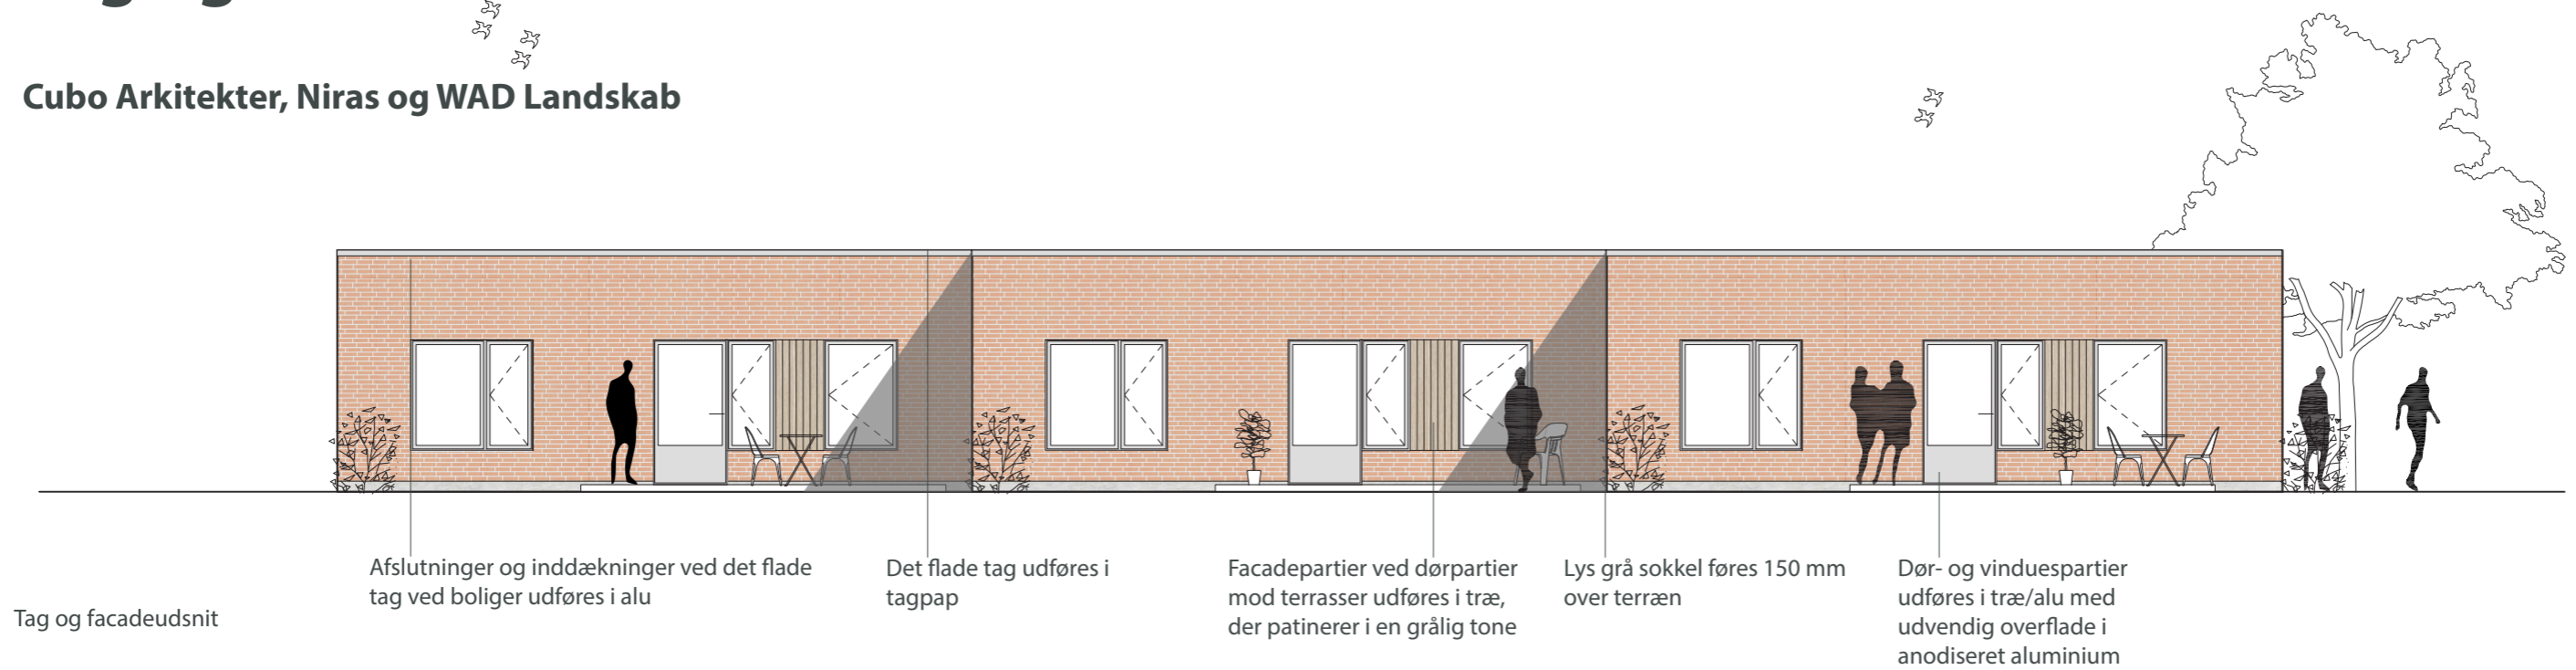 Cubo Arkitekter, Niras og WAD Landskab
Afslutninger og inddækninger ved det flade
tag ved boliger udføres i alu
Det flade tag udføres i
tagpap
Facadepartier ved dørpartier
mod terrasser udføres i træ,
der patinerer i en grålig tone
Lys grå sokkel føres 150 mm
over terræn
Dør- og vinduespartier
udføres i træ/alu med
udvendig overflade i
anodiseret aluminium
Tag og facadeudsnit